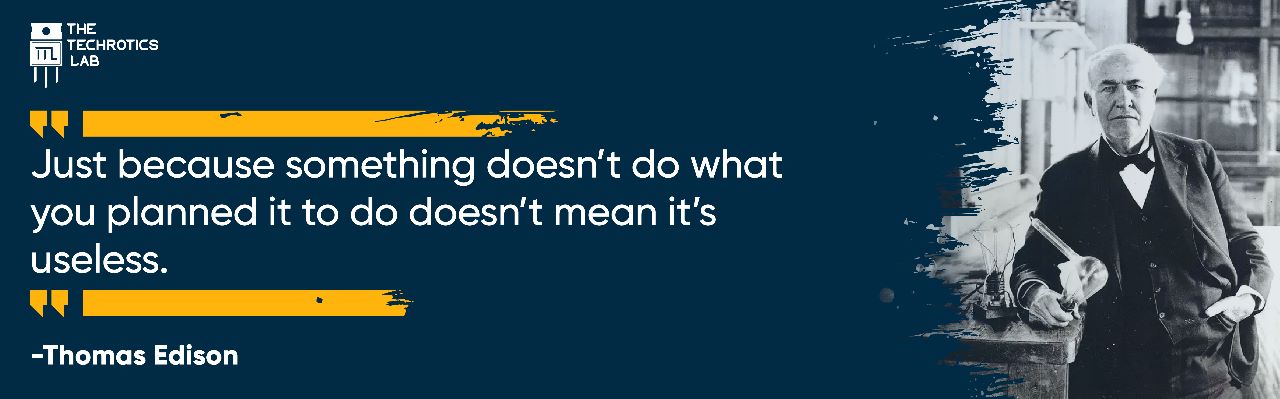 THE
TECHROTICS
LAB
TTL
Just because something doesn't do what
you planned it to do doesn't mean it's
useless.
-Thomas Edison